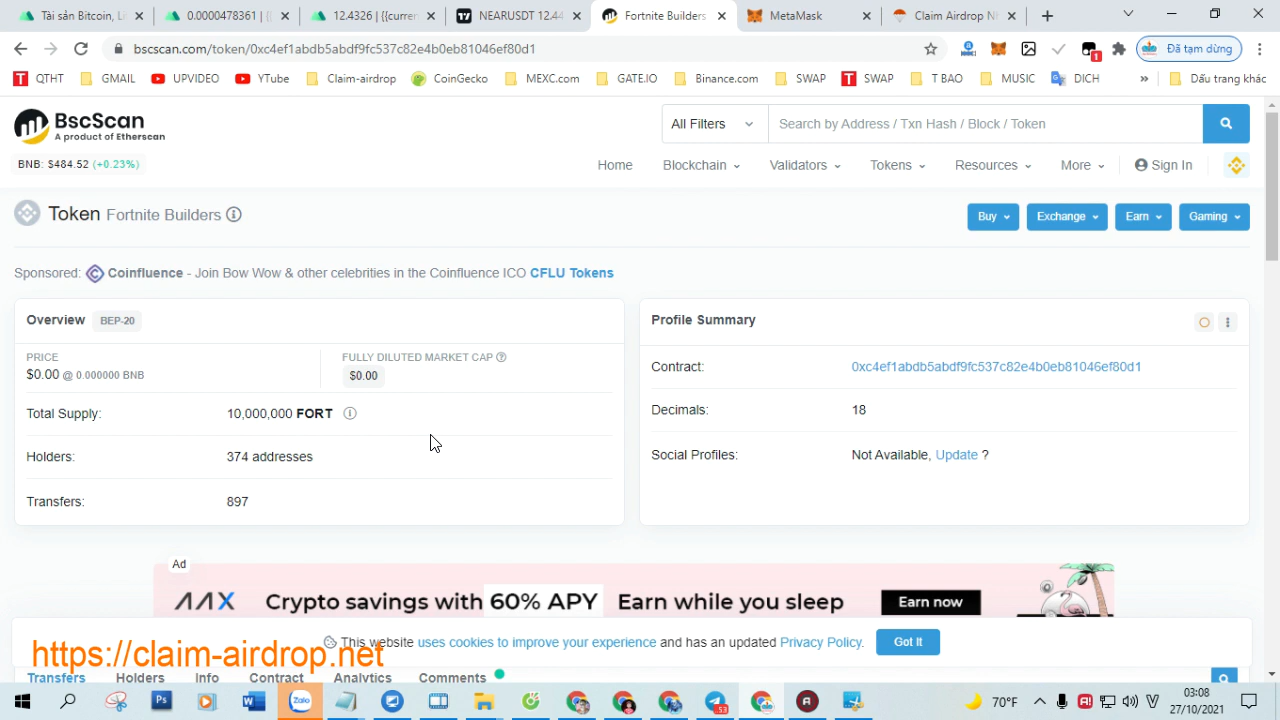 Tài sản Bitcoin, L
0.0000478361 | {
12.4326 | {{curren
NEARUSDT 12.44
Fortnite Builders
MetaMask
Claim Airdrop NF
bscscan.com/token/0xc4ef1abdb5abdf9fc537c82e4b0eb81046ef80d1
1
Đã tạm dừng
QTHT
GMAIL
UPVIDEO
YTube
Claim-airdrop
CoinGecko
MEXC.com
GATE.IO
Binance.com
SWAP
SWAP
T BAO
MUSIC
DICH
»
Dấu trang khác
BscScan
A product of Etherscan
All Filters
Search by Address / Txn Hash / Block / Token
BNB: $484.52 (+0.23%)
Home
Blockchain
Validators
Tokens
Resources
More
Sign In
Token Fortnite Builders
Buy
Exchange
Earn
Gaming
Sponsored: Coinfluence - Join Bow Wow & other celebrities in the Coinfluence ICO CFLU Tokens
Overview BEP-20
PRICE
$0.00 @ 0.000000 BNB
FULLY DILUTED MARKET CAP
$0.00
Total Supply: 10,000,000 FORT
Holders: 374 addresses
Transfers: 897
Profile Summary
Contract: 0xc4ef1abdb5abdf9fc537c82e4b0eb81046ef80d1
Decimals: 18
Social Profiles: Not Available, Update ?
Ad
AAX Crypto savings with 60% APY Earn while you sleep Earn now
This website uses cookies to improve your experience and has an updated Privacy Policy. Got It
https://claim-airdrop.net
Transfers
Holders
Info
Contract
Analytics
Comments
Zalo
53
70°F
03:08
27/10/2021